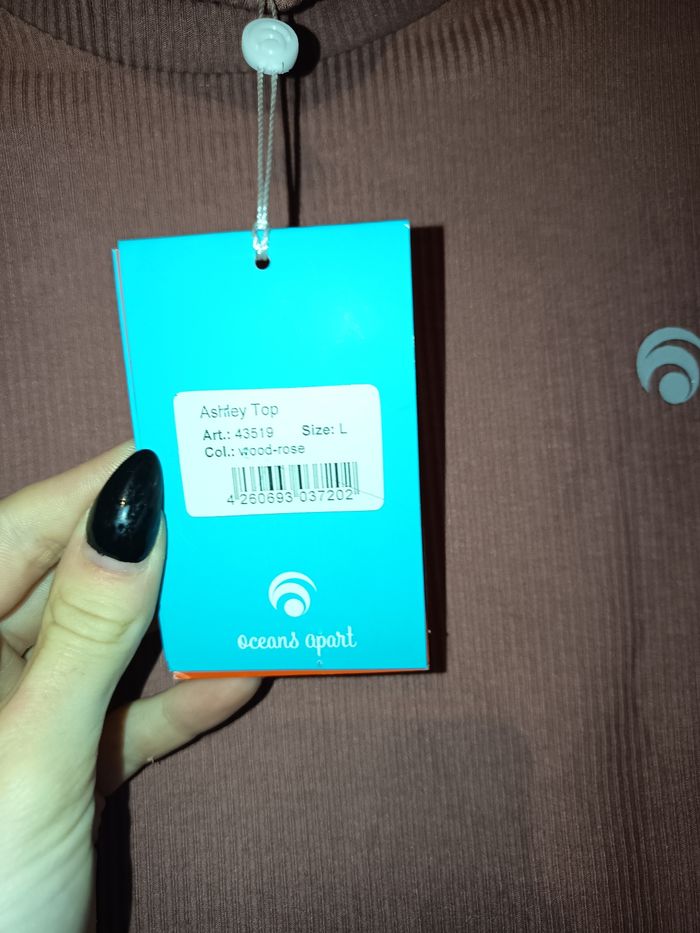 Ashley Top
Art.: 43519 Size: L
Col.: wood-rose
4 260693 037202
oceans apart